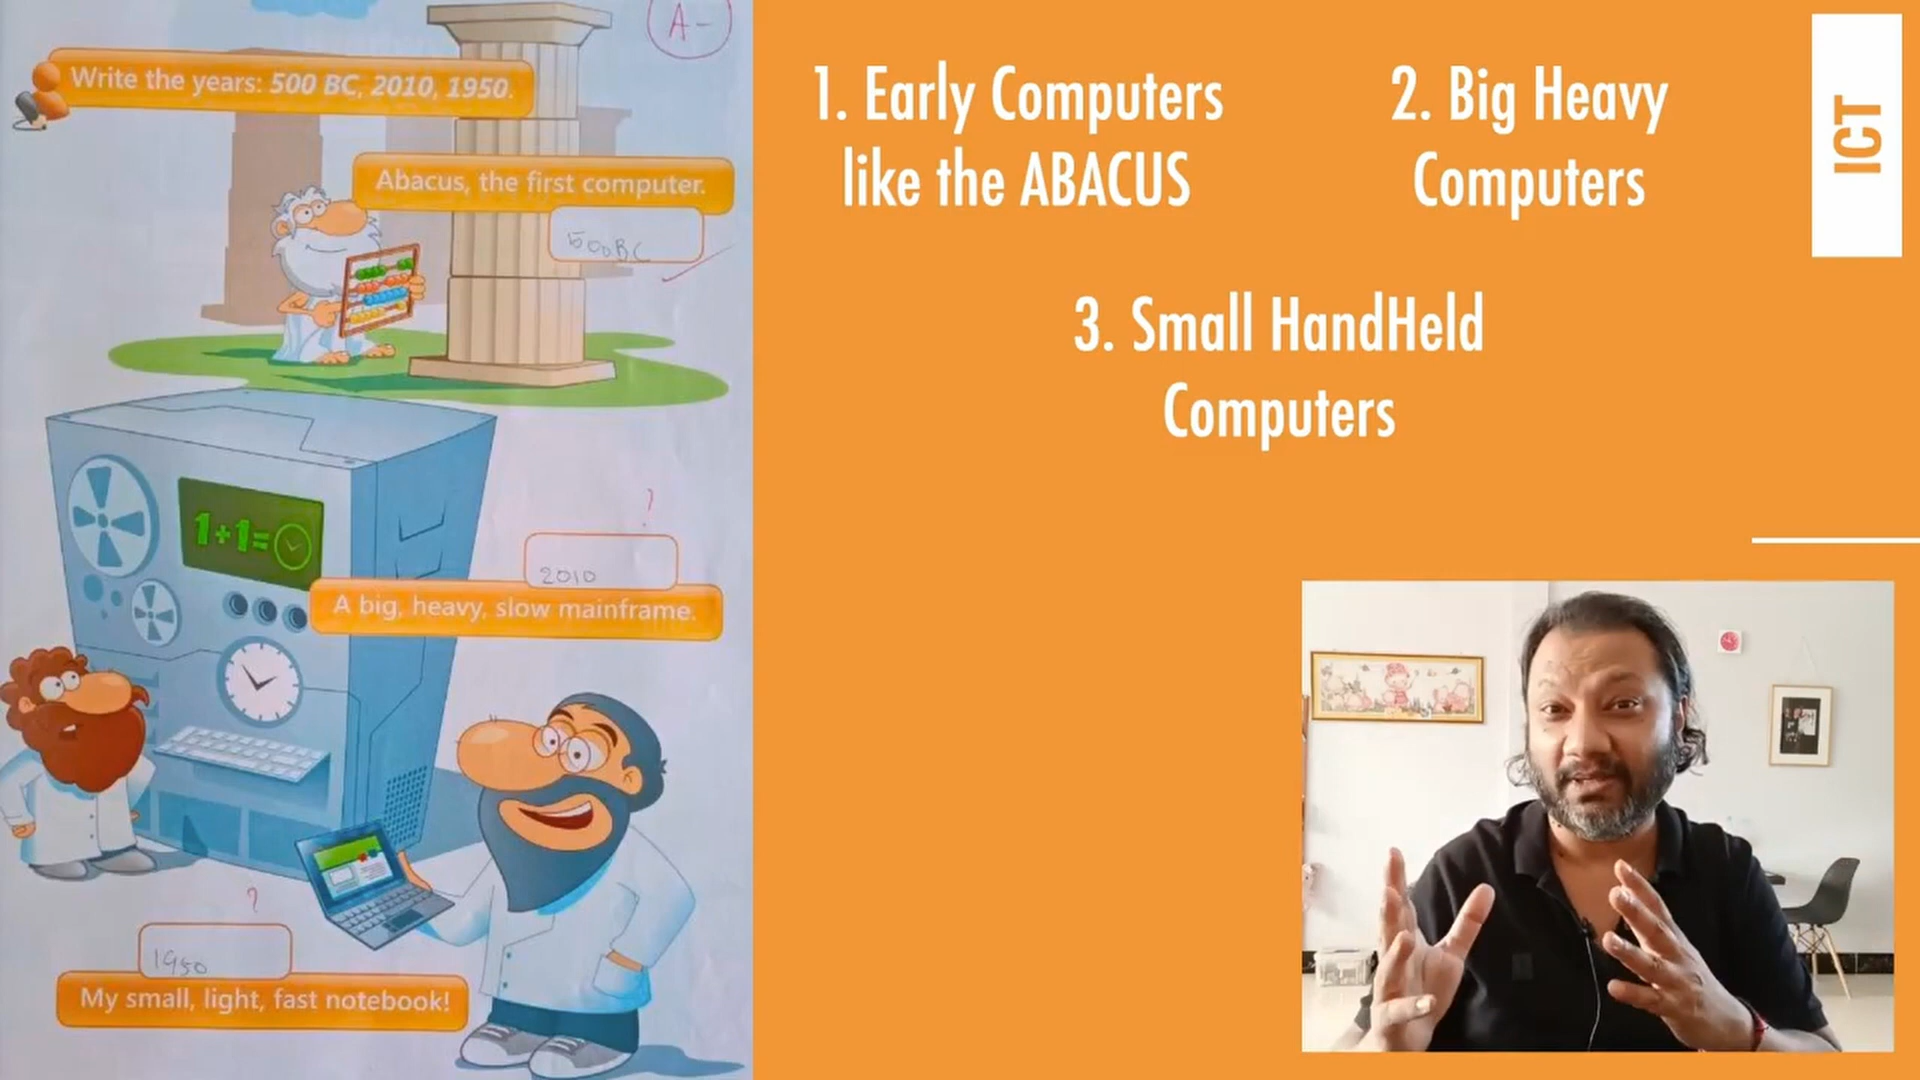 A-
Write the years: 500 BC, 2010, 1950.
Abacus, the first computer.
500BC
1+1=
?
2010
A big, heavy, slow mainframe.
?
1950
My small, light, fast notebook!
1. Early Computers
like the ABACUS
2. Big Heavy
Computers
3. Small HandHeld
Computers
ICT